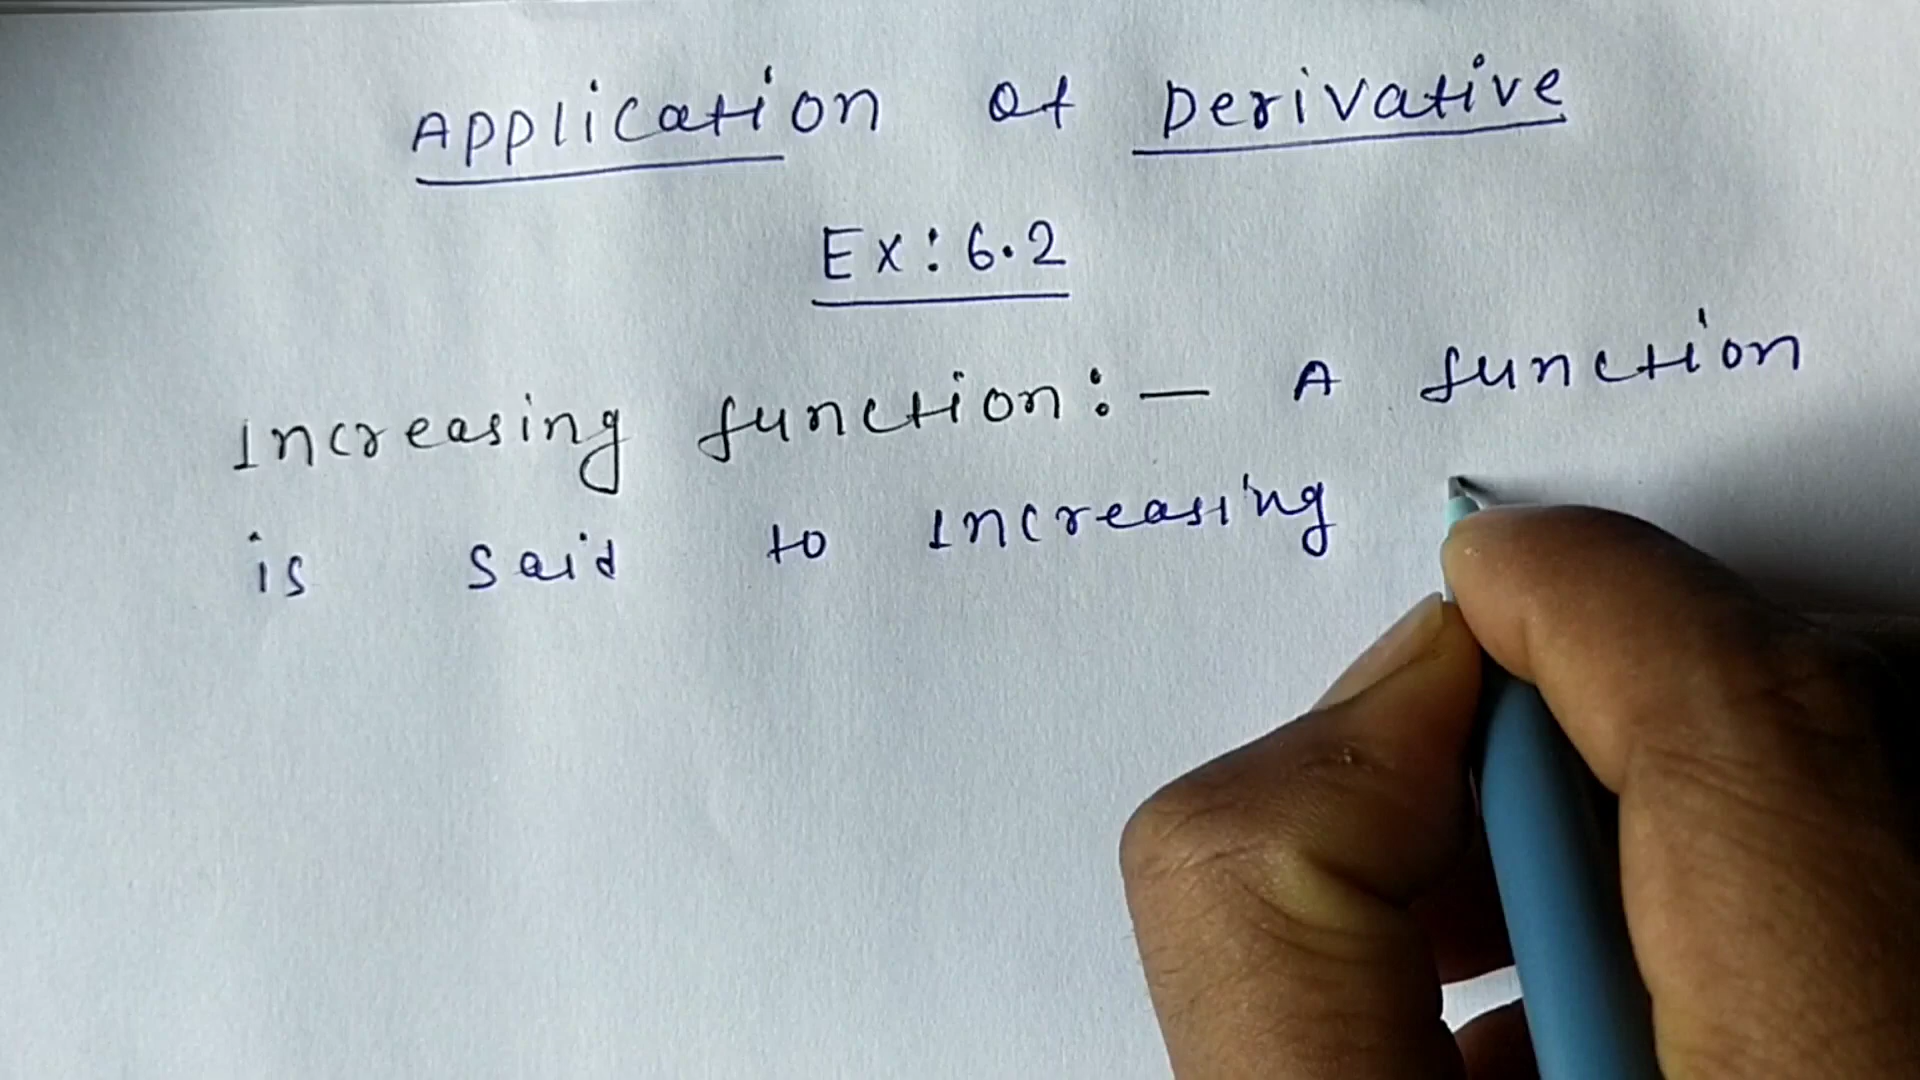 Application of Derivative
Ex: 6.2
Increasing function:— A function
is said to increasing